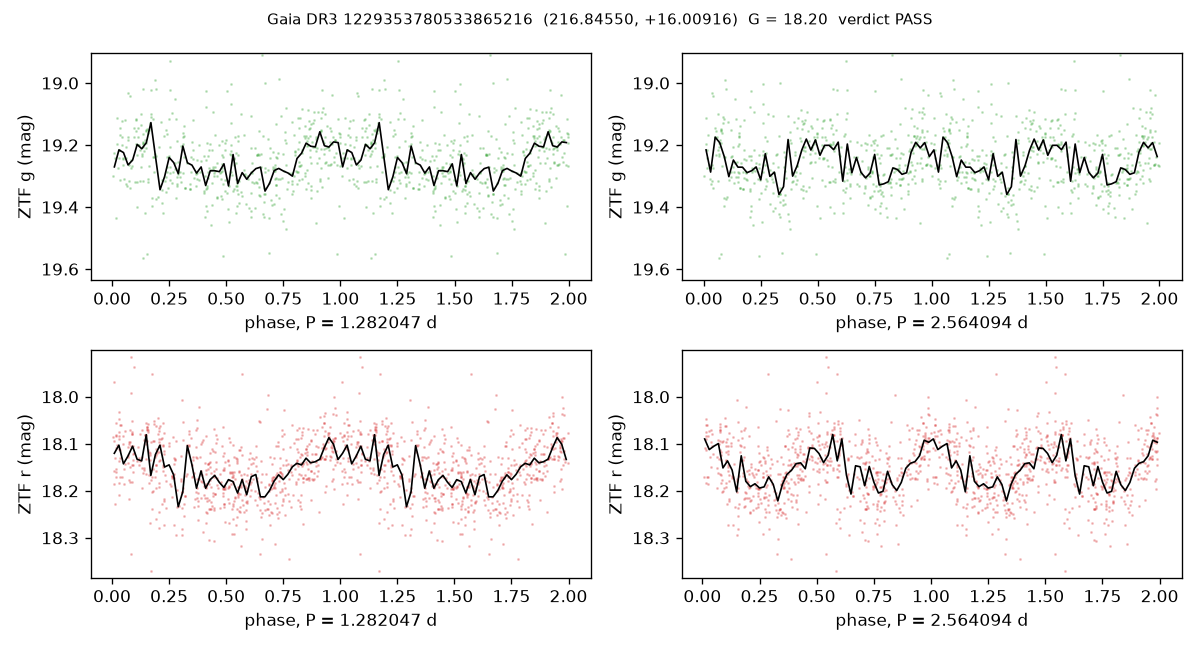 Gaia DR3 1229353780533865216  (216.84550, +16.00916)  G = 18.20  verdict PASS
ZTF g (mag)
19.0
19.2
19.4
19.6
0.00 0.25 0.50 0.75 1.00 1.25 1.50 1.75 2.00
phase, P = 1.282047 d
ZTF g (mag)
19.0
19.2
19.4
19.6
0.00 0.25 0.50 0.75 1.00 1.25 1.50 1.75 2.00
phase, P = 2.564094 d
ZTF r (mag)
18.0
18.1
18.2
18.3
0.00 0.25 0.50 0.75 1.00 1.25 1.50 1.75 2.00
phase, P = 1.282047 d
ZTF r (mag)
18.0
18.1
18.2
18.3
0.00 0.25 0.50 0.75 1.00 1.25 1.50 1.75 2.00
phase, P = 2.564094 d